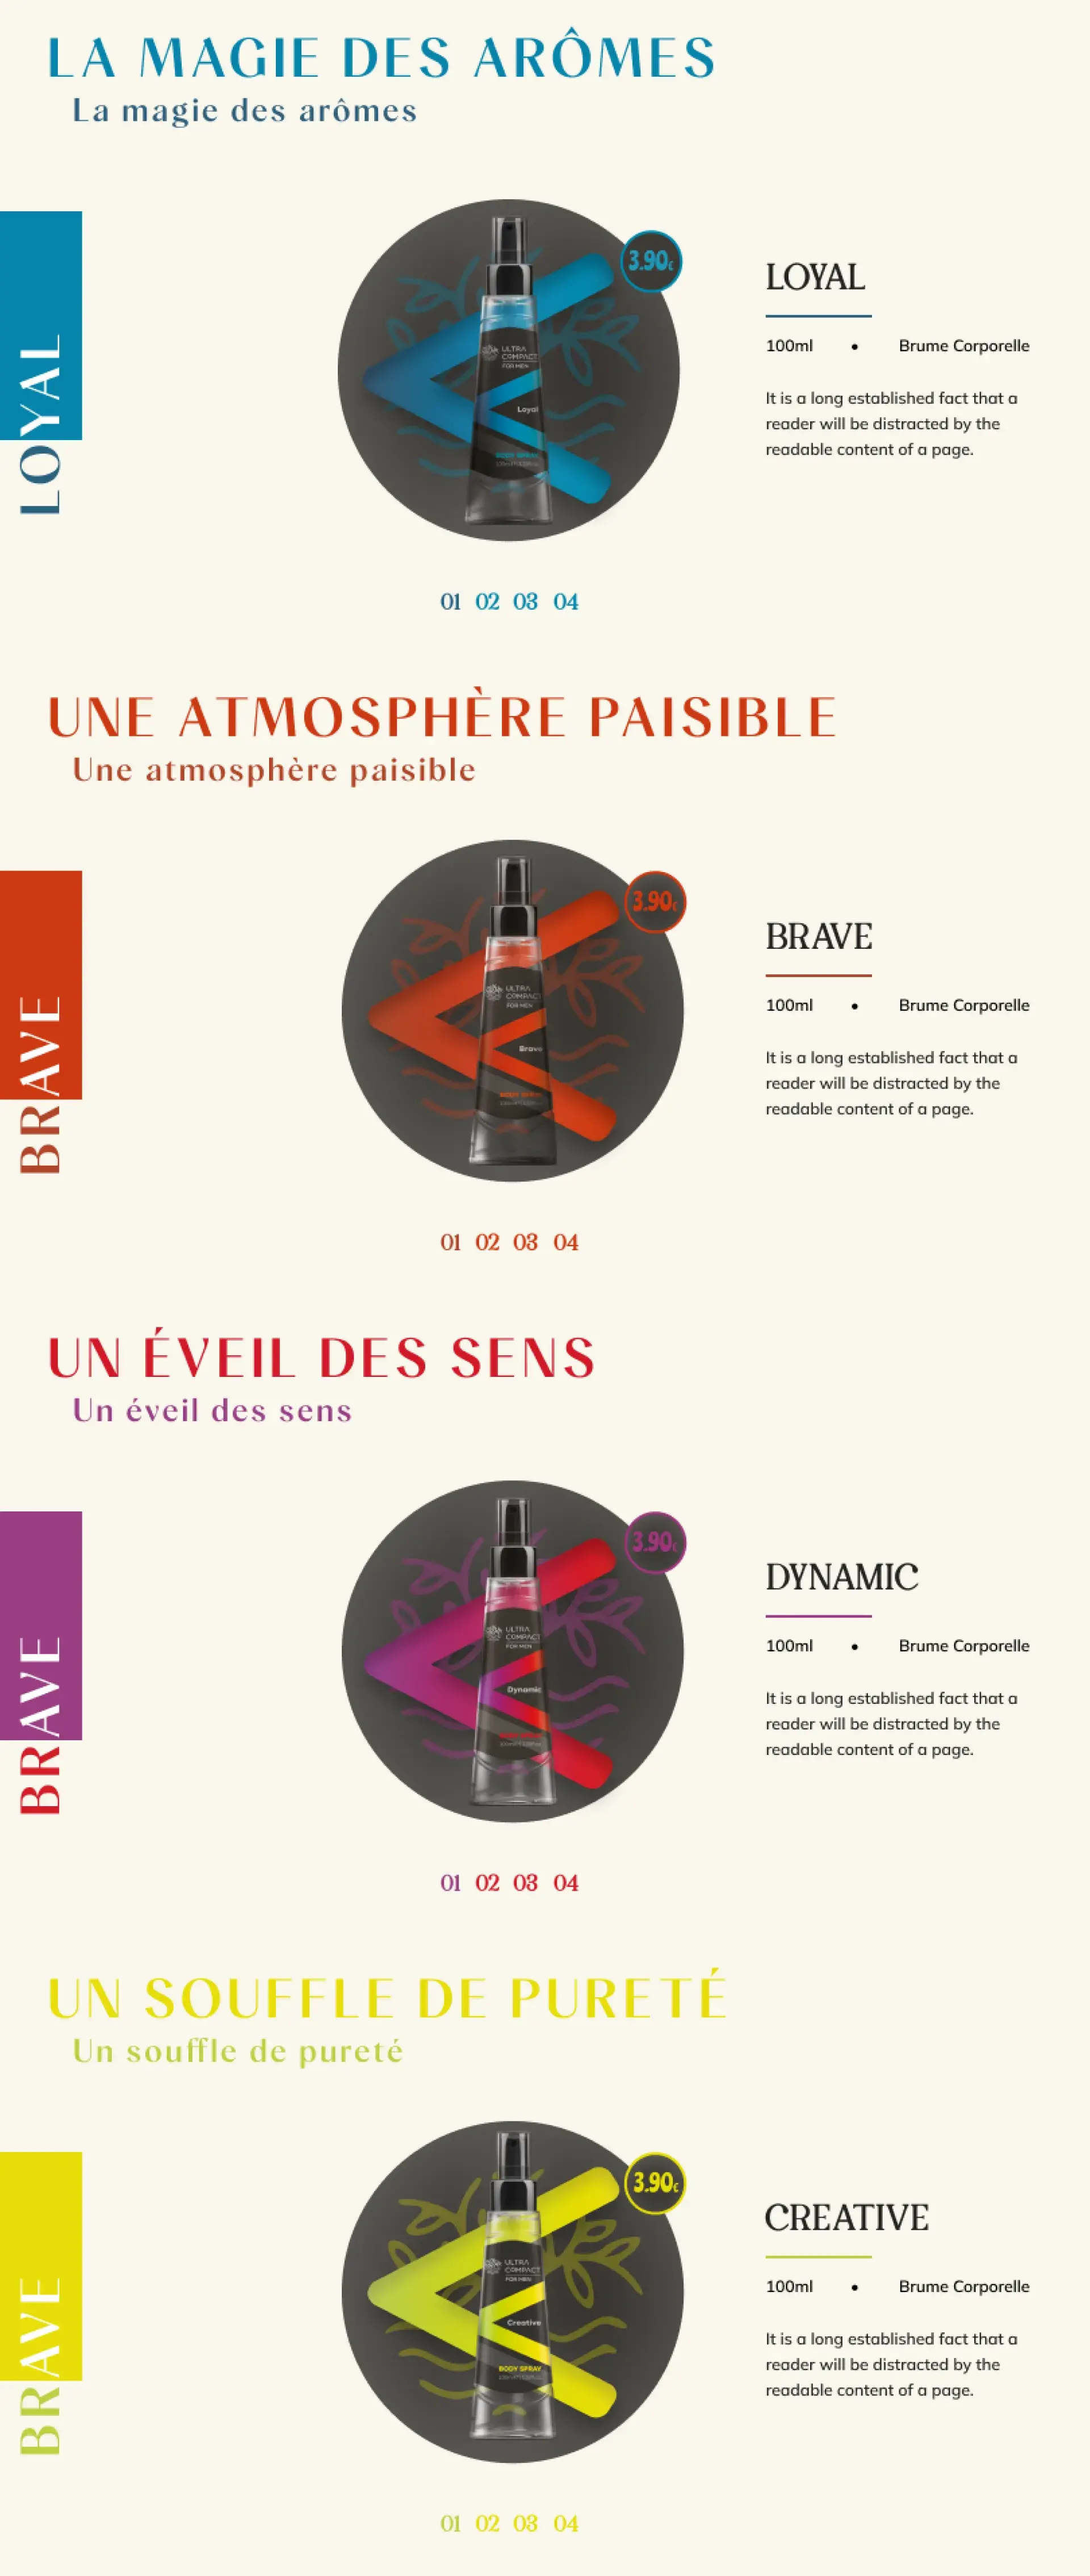 LA MAGIE DES ARÔMES
La magie des arômes
LOYAL
3.90€
ULTRA
COMPACT
FOR MEN
Loyal
BODY SPRAY
LOYAL
100ml • Brume Corporelle
It is a long established fact that a
reader will be distracted by the
readable content of a page.
01 02 03 04
UNE ATMOSPHÈRE PAISIBLE
Une atmosphère paisible
BRAVE
3.90€
ULTRA
COMPACT
FOR MEN
Brave
BODY SPRAY
BRAVE
100ml • Brume Corporelle
It is a long established fact that a
reader will be distracted by the
readable content of a page.
01 02 03 04
UN ÉVEIL DES SENS
Un éveil des sens
BRAVE
3.90€
ULTRA
COMPACT
FOR MEN
Dynamic
DYNAMIC
100ml • Brume Corporelle
It is a long established fact that a
reader will be distracted by the
readable content of a page.
01 02 03 04
UN SOUFFLE DE PURETÉ
Un souffle de pureté
BRAVE
3.90€
ULTRA
COMPACT
FOR MEN
Creative
BODY SPRAY
CREATIVE
100ml • Brume Corporelle
It is a long established fact that a
reader will be distracted by the
readable content of a page.
01 02 03 04